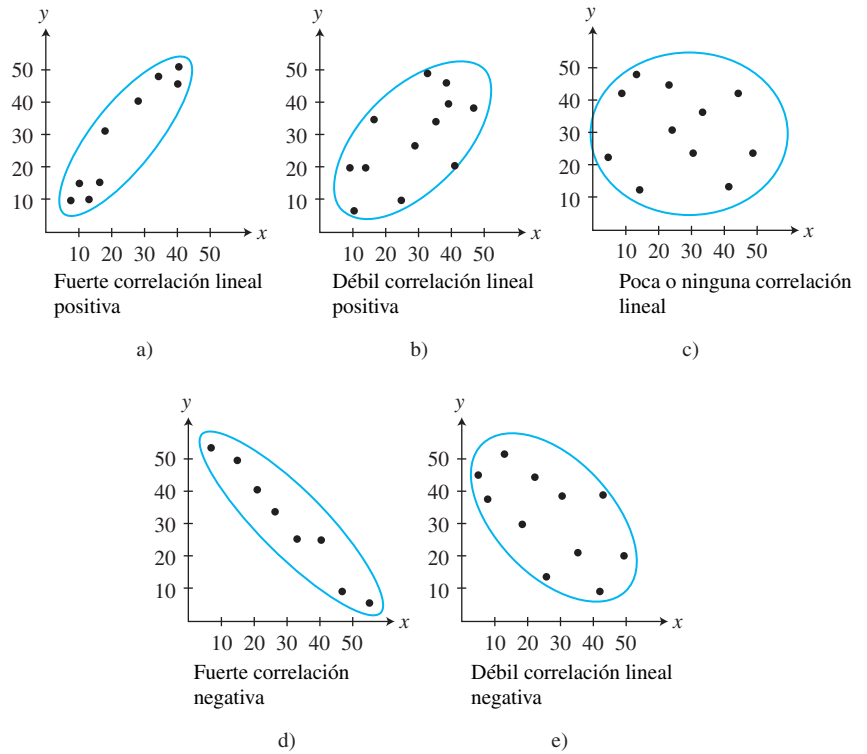 y
50
40
30
20
10
10 20 30 40 50
x
Fuerte correlación lineal
positiva
a)
y
50
40
30
20
10
10 20 30 40 50
x
Débil correlación lineal
positiva
b)
y
50
40
30
20
10
10 20 30 40 50
x
Poca o ninguna correlación
lineal
c)
y
50
40
30
20
10
10 20 30 40 50
x
Fuerte correlación
negativa
d)
y
50
40
30
20
10
10 20 30 40 50
x
Débil correlación lineal
negativa
e)